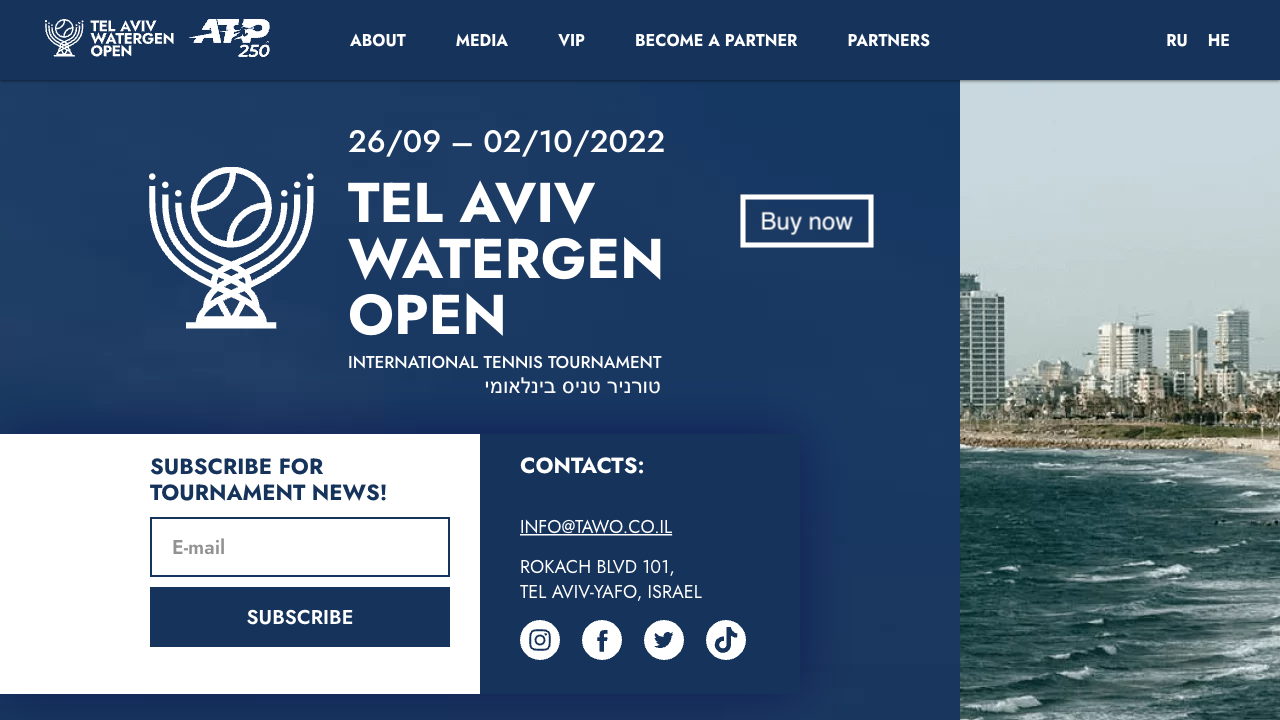 TEL AVIV
WATERGEN
OPEN
ATP
250
ABOUT
MEDIA
VIP
BECOME A PARTNER
PARTNERS
RU
HE
26/09 – 02/10/2022
TEL AVIV
WATERGEN
OPEN
INTERNATIONAL TENNIS TOURNAMENT
טורניר טניס בינלאומי
Buy now
SUBSCRIBE FOR
TOURNAMENT NEWS!
E-mail
SUBSCRIBE
CONTACTS:
INFO@TAWO.CO.IL
ROKACH BLVD 101,
TEL AVIV-YAFO, ISRAEL